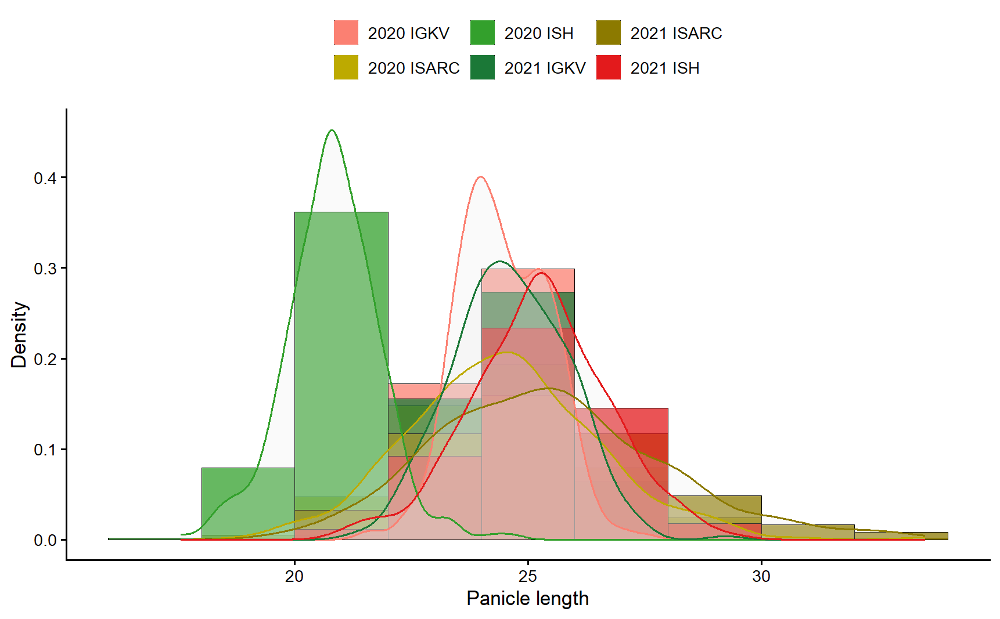 2020 IGKV 2020 ISH 2021 ISARC
2020 ISARC 2021 IGKV 2021 ISH
Density
0.4
0.3
0.2
0.1
0.0
20 25 30
Panicle length